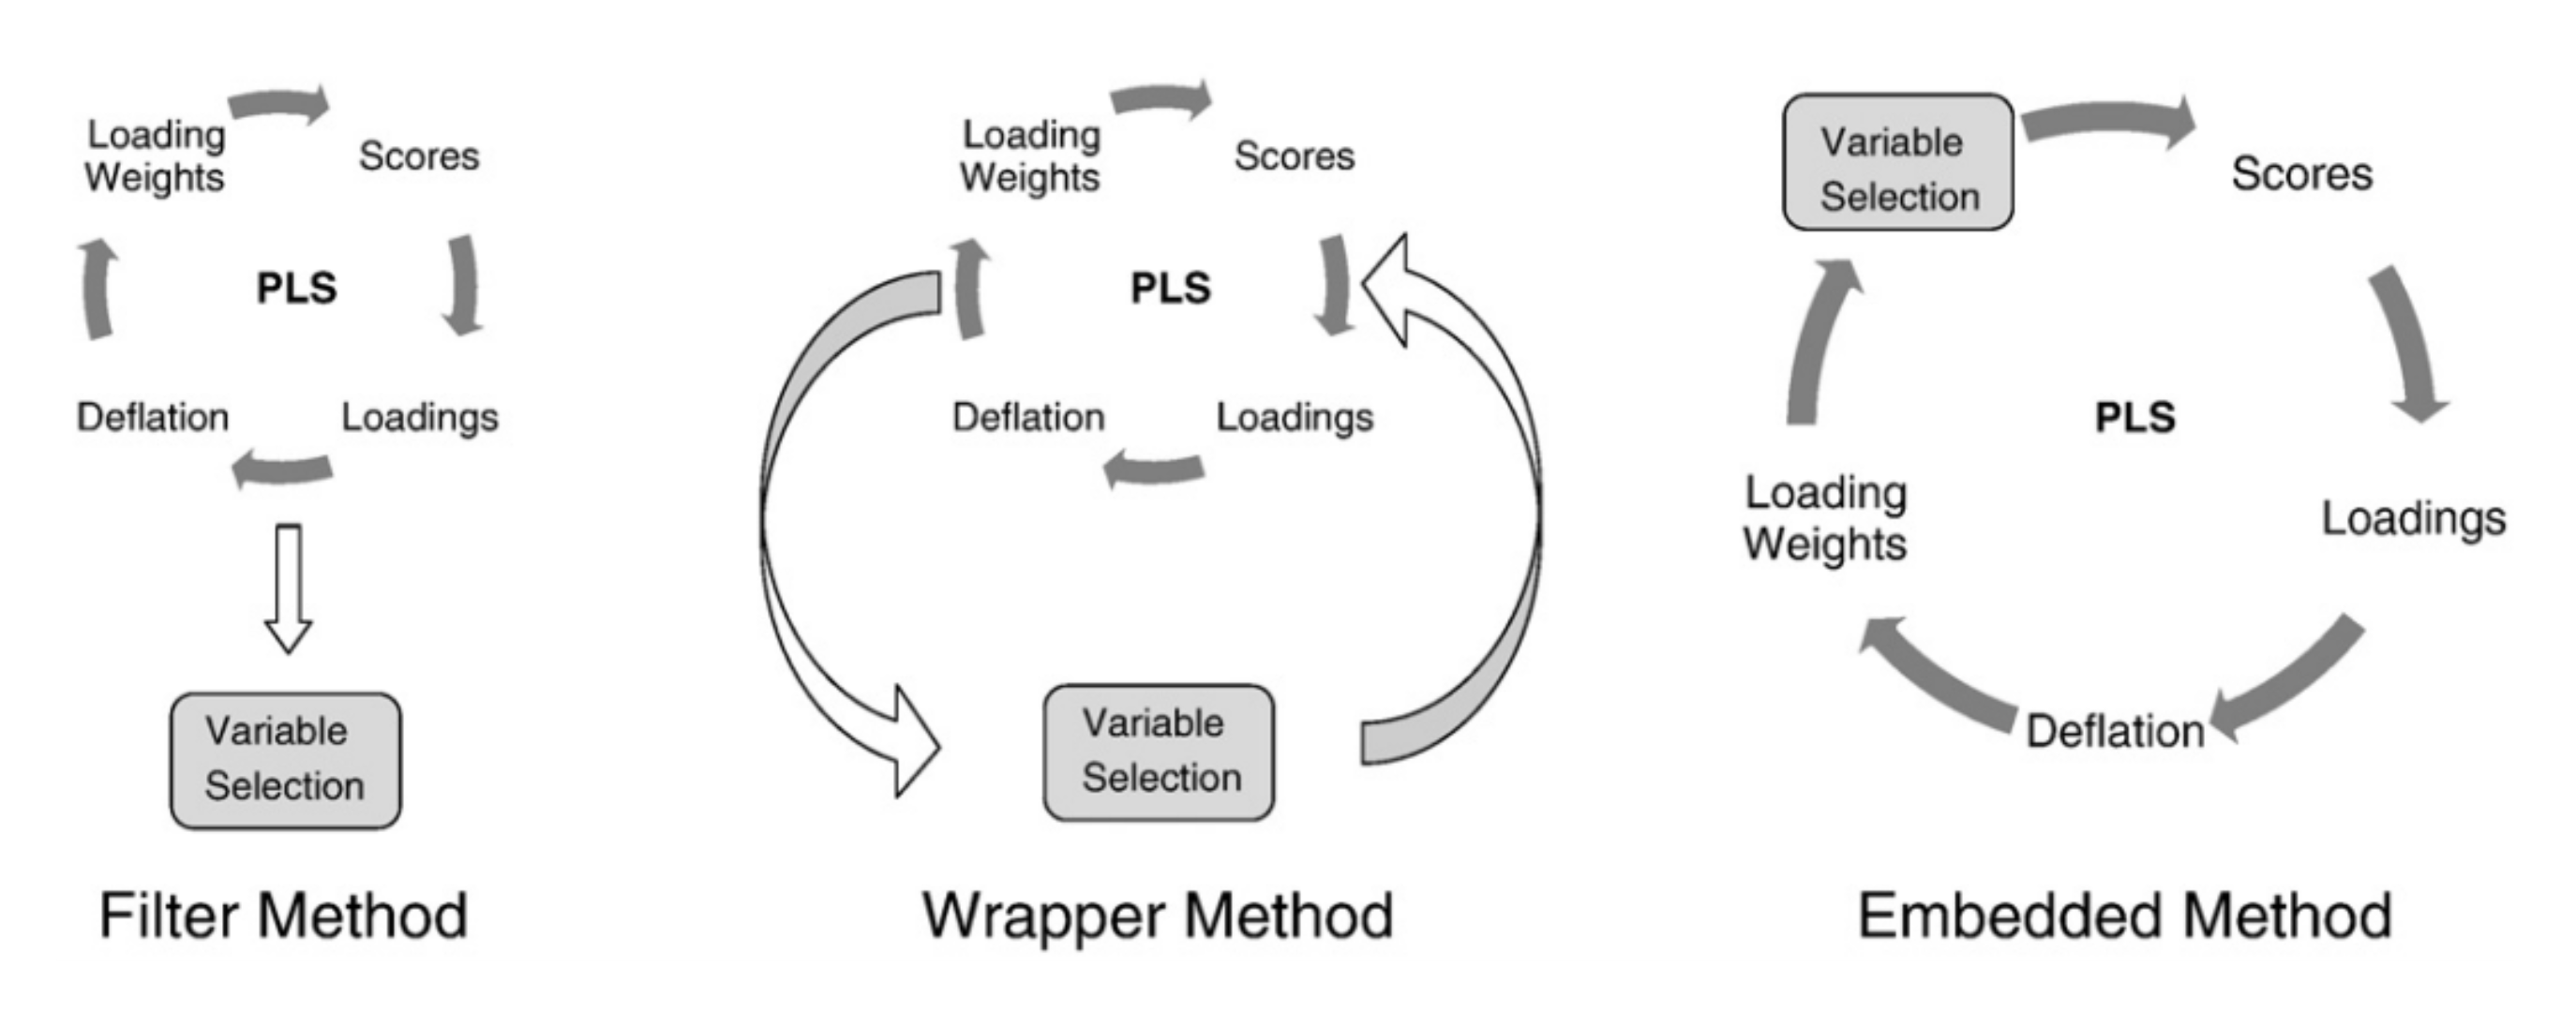 Loading
Weights
Scores
PLS
Deflation
Loadings
Variable
Selection
Filter Method
Loading
Weights
Scores
PLS
Deflation
Loadings
Variable
Selection
Wrapper Method
Variable
Selection
Scores
PLS
Loading
Weights
Loadings
Deflation
Embedded Method